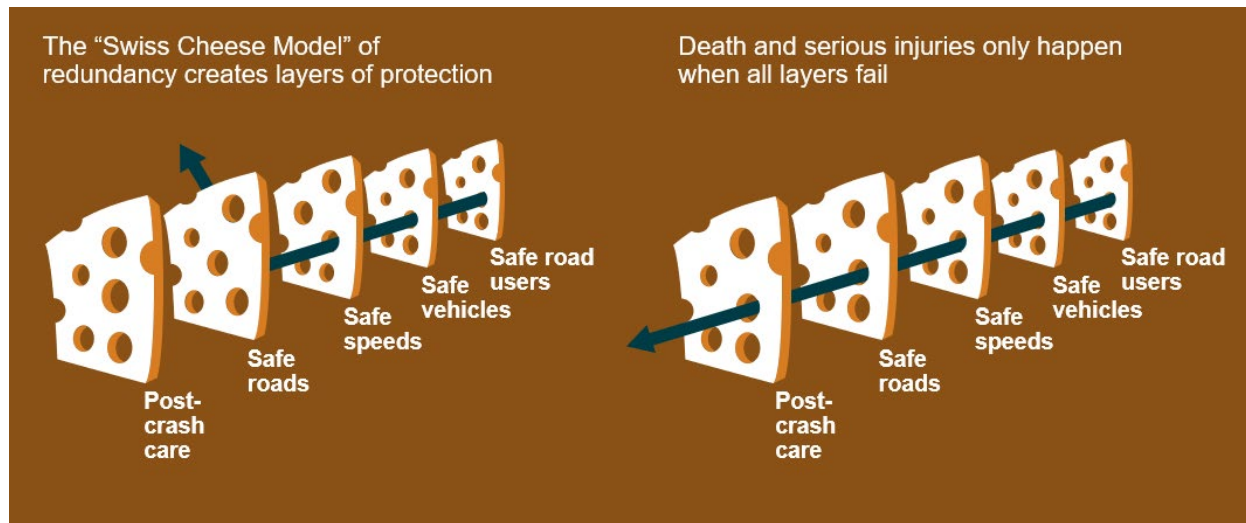 The “Swiss Cheese Model” of
redundancy creates layers of protection
Safe road
users
Safe
vehicles
Safe
speeds
Safe
roads
Post-
crash
care
Death and serious injuries only happen
when all layers fail
Safe road
users
Safe
vehicles
Safe
speeds
Safe
roads
Post-
crash
care